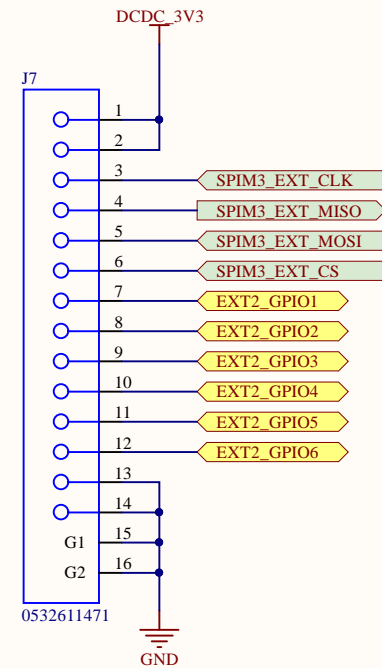 DCDC_3V3
J7
1
2
3 SPIM3_EXT_CLK
4 SPIM3_EXT_MISO
5 SPIM3_EXT_MOSI
6 SPIM3_EXT_CS
7 EXT2_GPIO1
8 EXT2_GPIO2
9 EXT2_GPIO3
10 EXT2_GPIO4
11 EXT2_GPIO5
12 EXT2_GPIO6
13
14
G1 15
G2 16
0532611471
GND